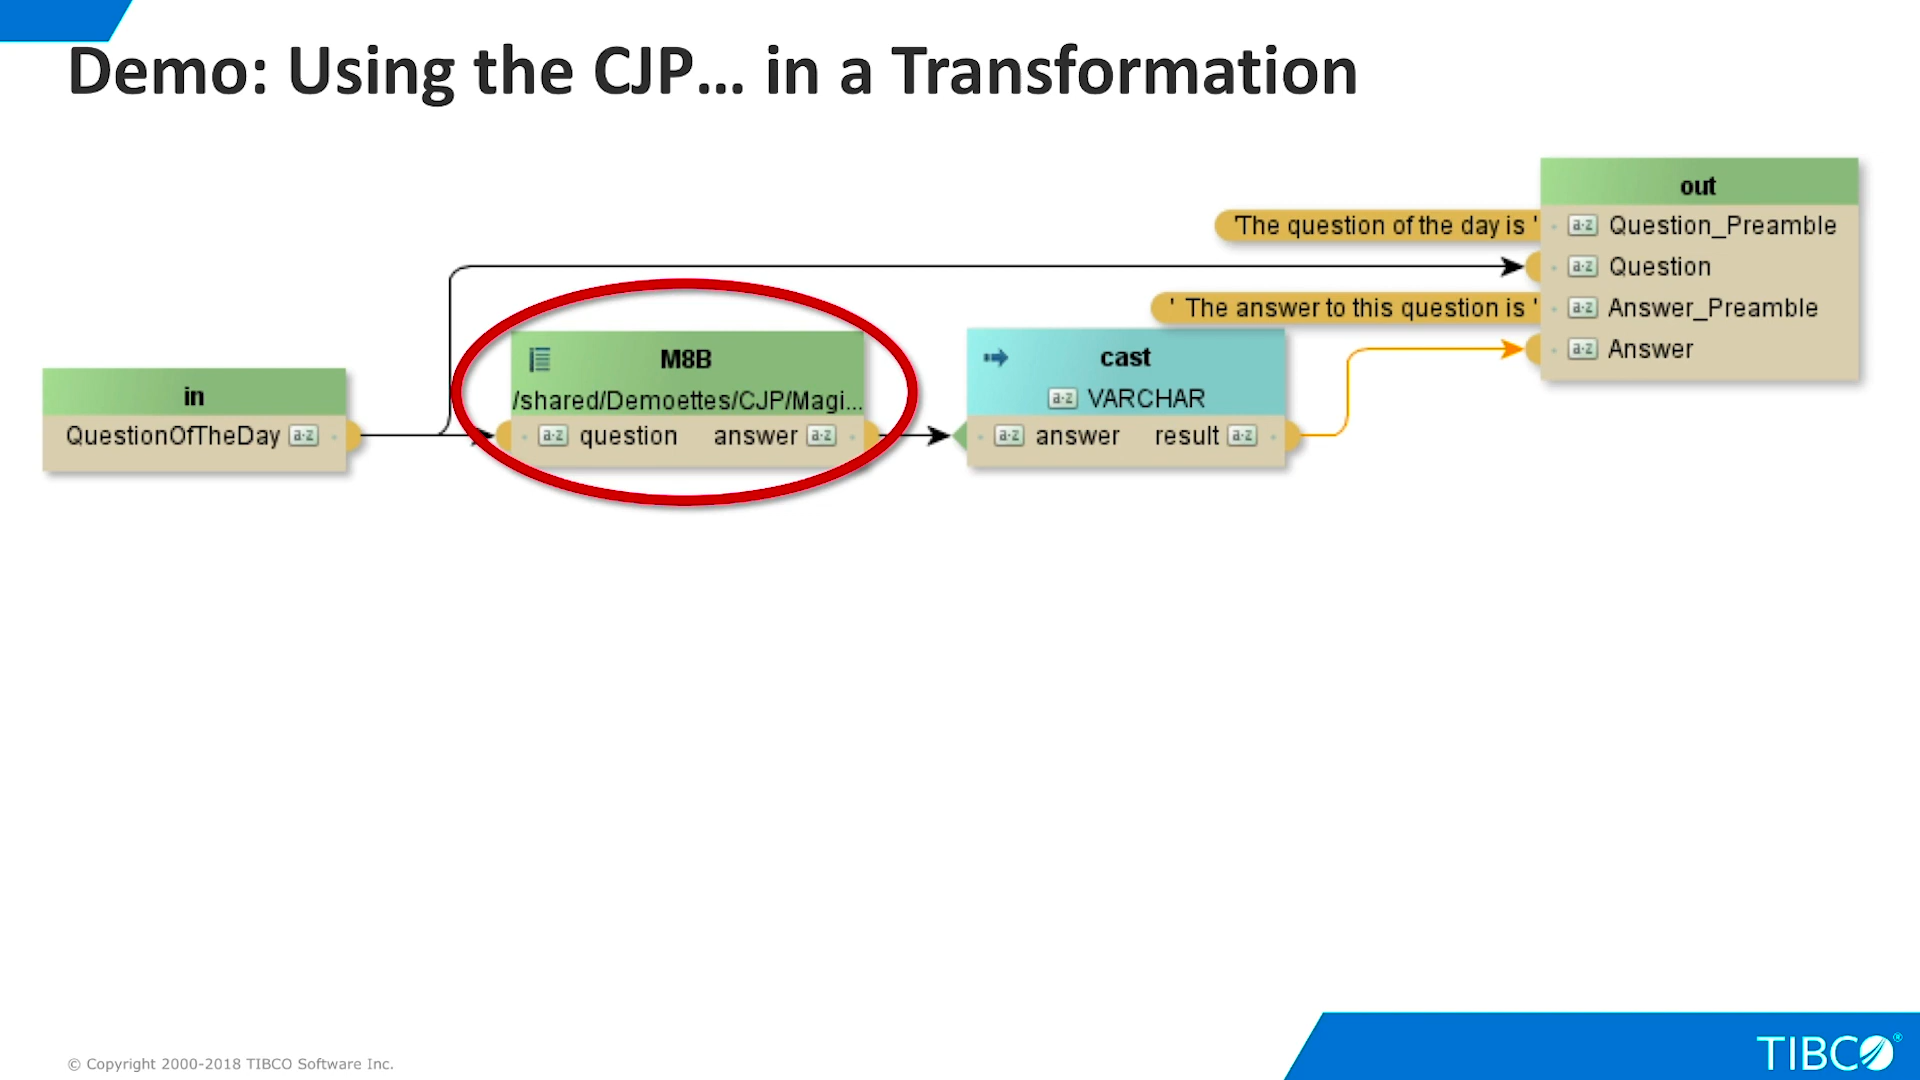 Demo: Using the CJP... in a Transformation
out
'The question of the day is '
a-z Question_Preamble
a-z Question
' The answer to this question is '
a-z Answer_Preamble
a-z Answer
in
QuestionOfTheDay a-z
M8B
/shared/Demoettes/CJP/Magi...
a-z question answer a-z
cast
a-z VARCHAR
a-z answer result a-z
© Copyright 2000-2018 TIBCO Software Inc.
TIBCO®